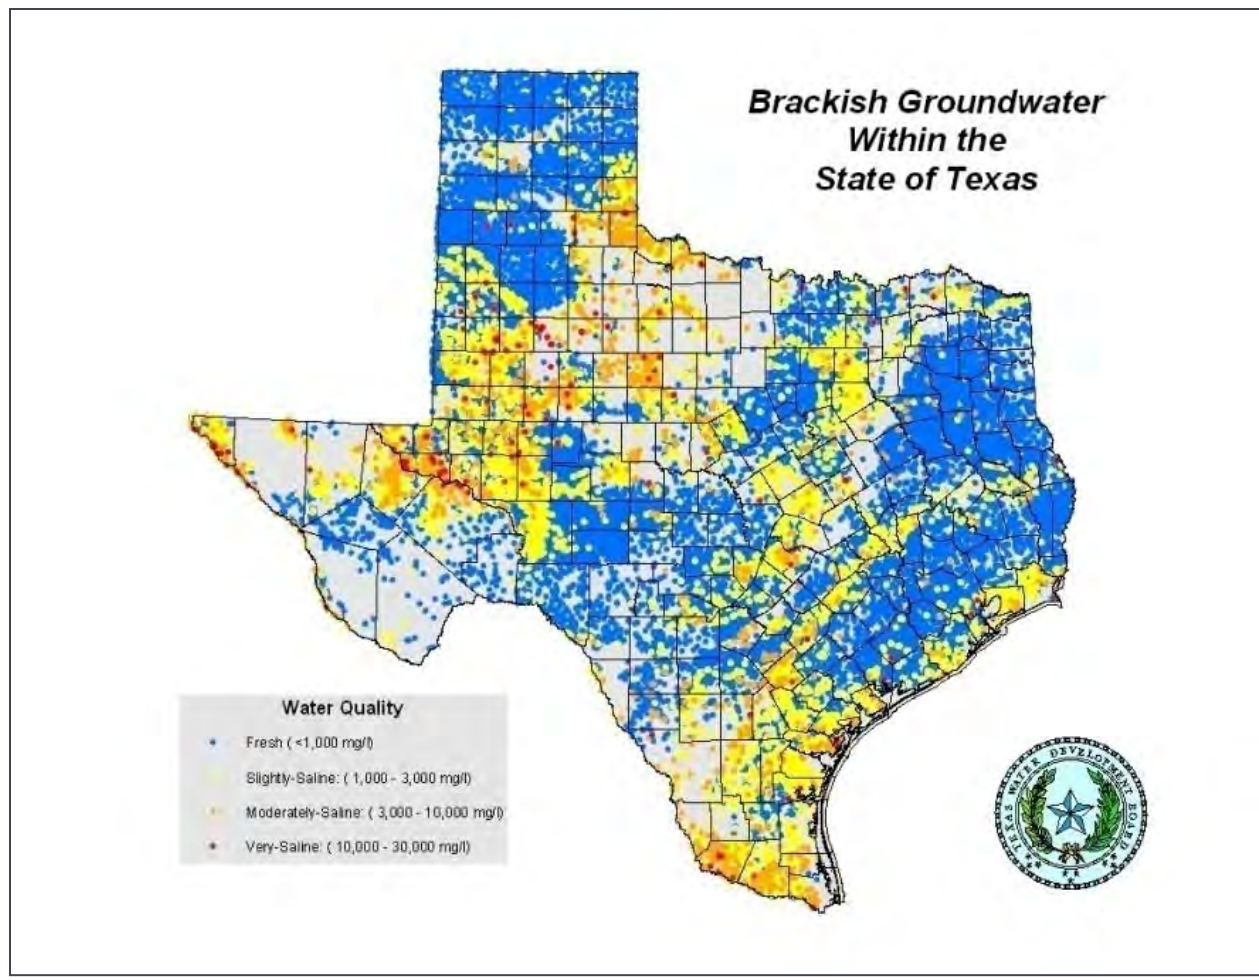 Brackish Groundwater
Within the
State of Texas
Water Quality
Fresh ( <1,000 mg/l)
Slightly-Saline: ( 1,000 - 3,000 mg/l)
Moderately-Saline: ( 3,000 - 10,000 mg/l)
Very-Saline: ( 10,000 - 30,000 mg/l)
TEXAS WATER DEVELOPMENT BOARD